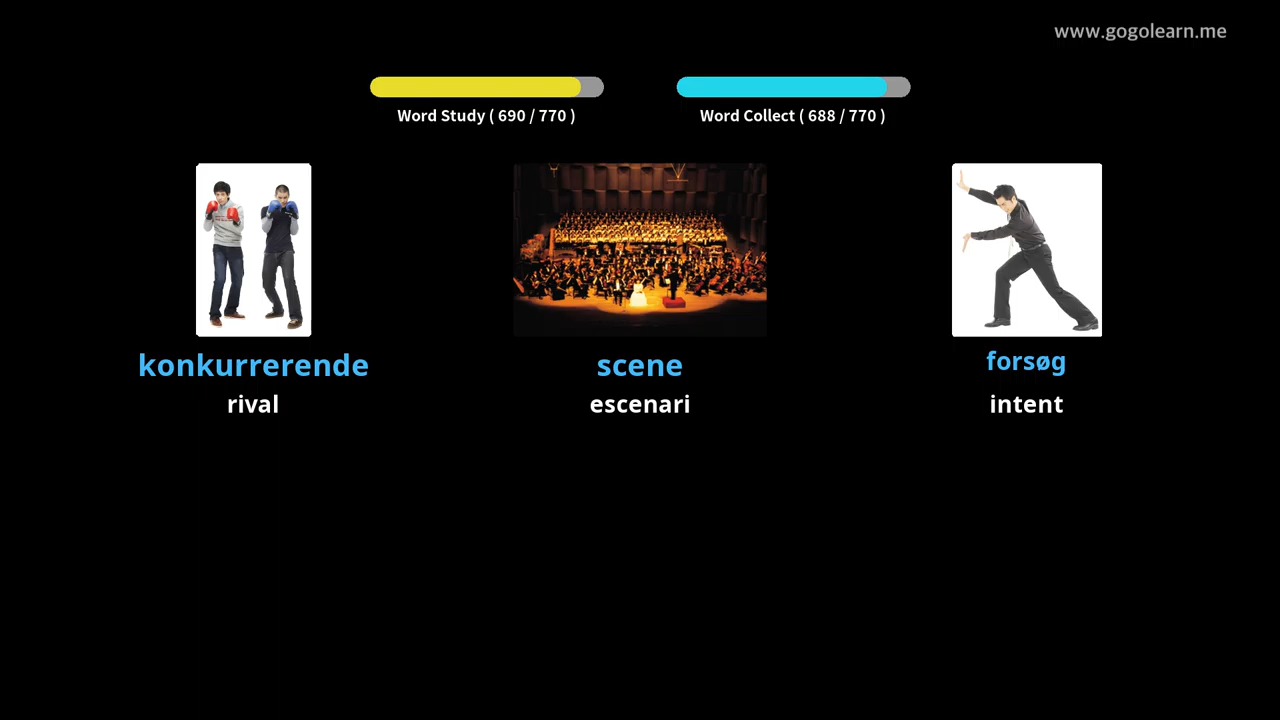 www.gogolearn.me
Word Study ( 690 / 770 )
Word Collect ( 688 / 770 )
konkurrerende
scene
forsøg
rival
escenari
intent